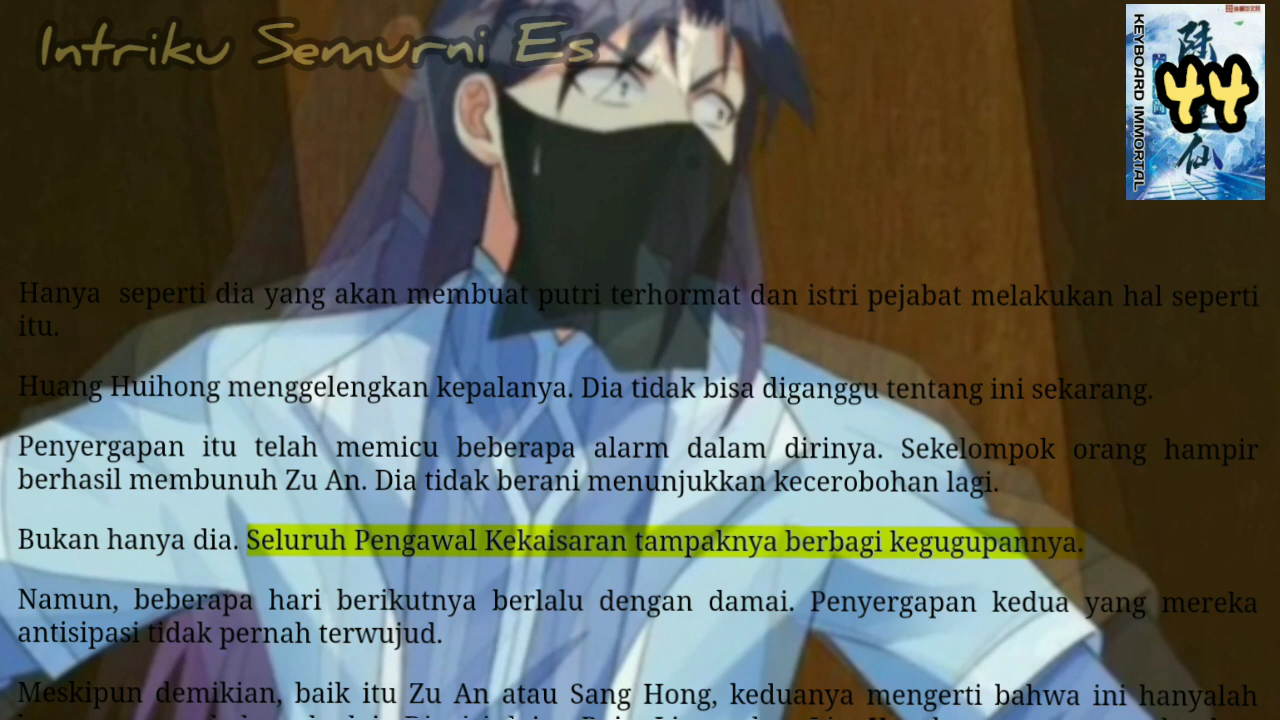 Intriku Semurni Es
KEYBOARD IMMORTAL
44
仙
Hanya seperti dia yang akan membuat putri terhormat dan istri pejabat melakukan hal seperti
itu.
Huang Huihong menggelengkan kepalanya. Dia tidak bisa diganggu tentang ini sekarang.
Penyergapan itu telah memicu beberapa alarm dalam dirinya. Sekelompok orang hampir
berhasil membunuh Zu An. Dia tidak berani menunjukkan kecerobohan lagi.
Bukan hanya dia. Seluruh Pengawal Kekaisaran tampaknya berbagi kegugupannya.
Namun, beberapa hari berikutnya berlalu dengan damai. Penyergapan kedua yang mereka
antisipasi tidak pernah terwujud.
Meskipun demikian, baik itu Zu An atau Sang Hong, keduanya mengerti bahwa ini hanyalah